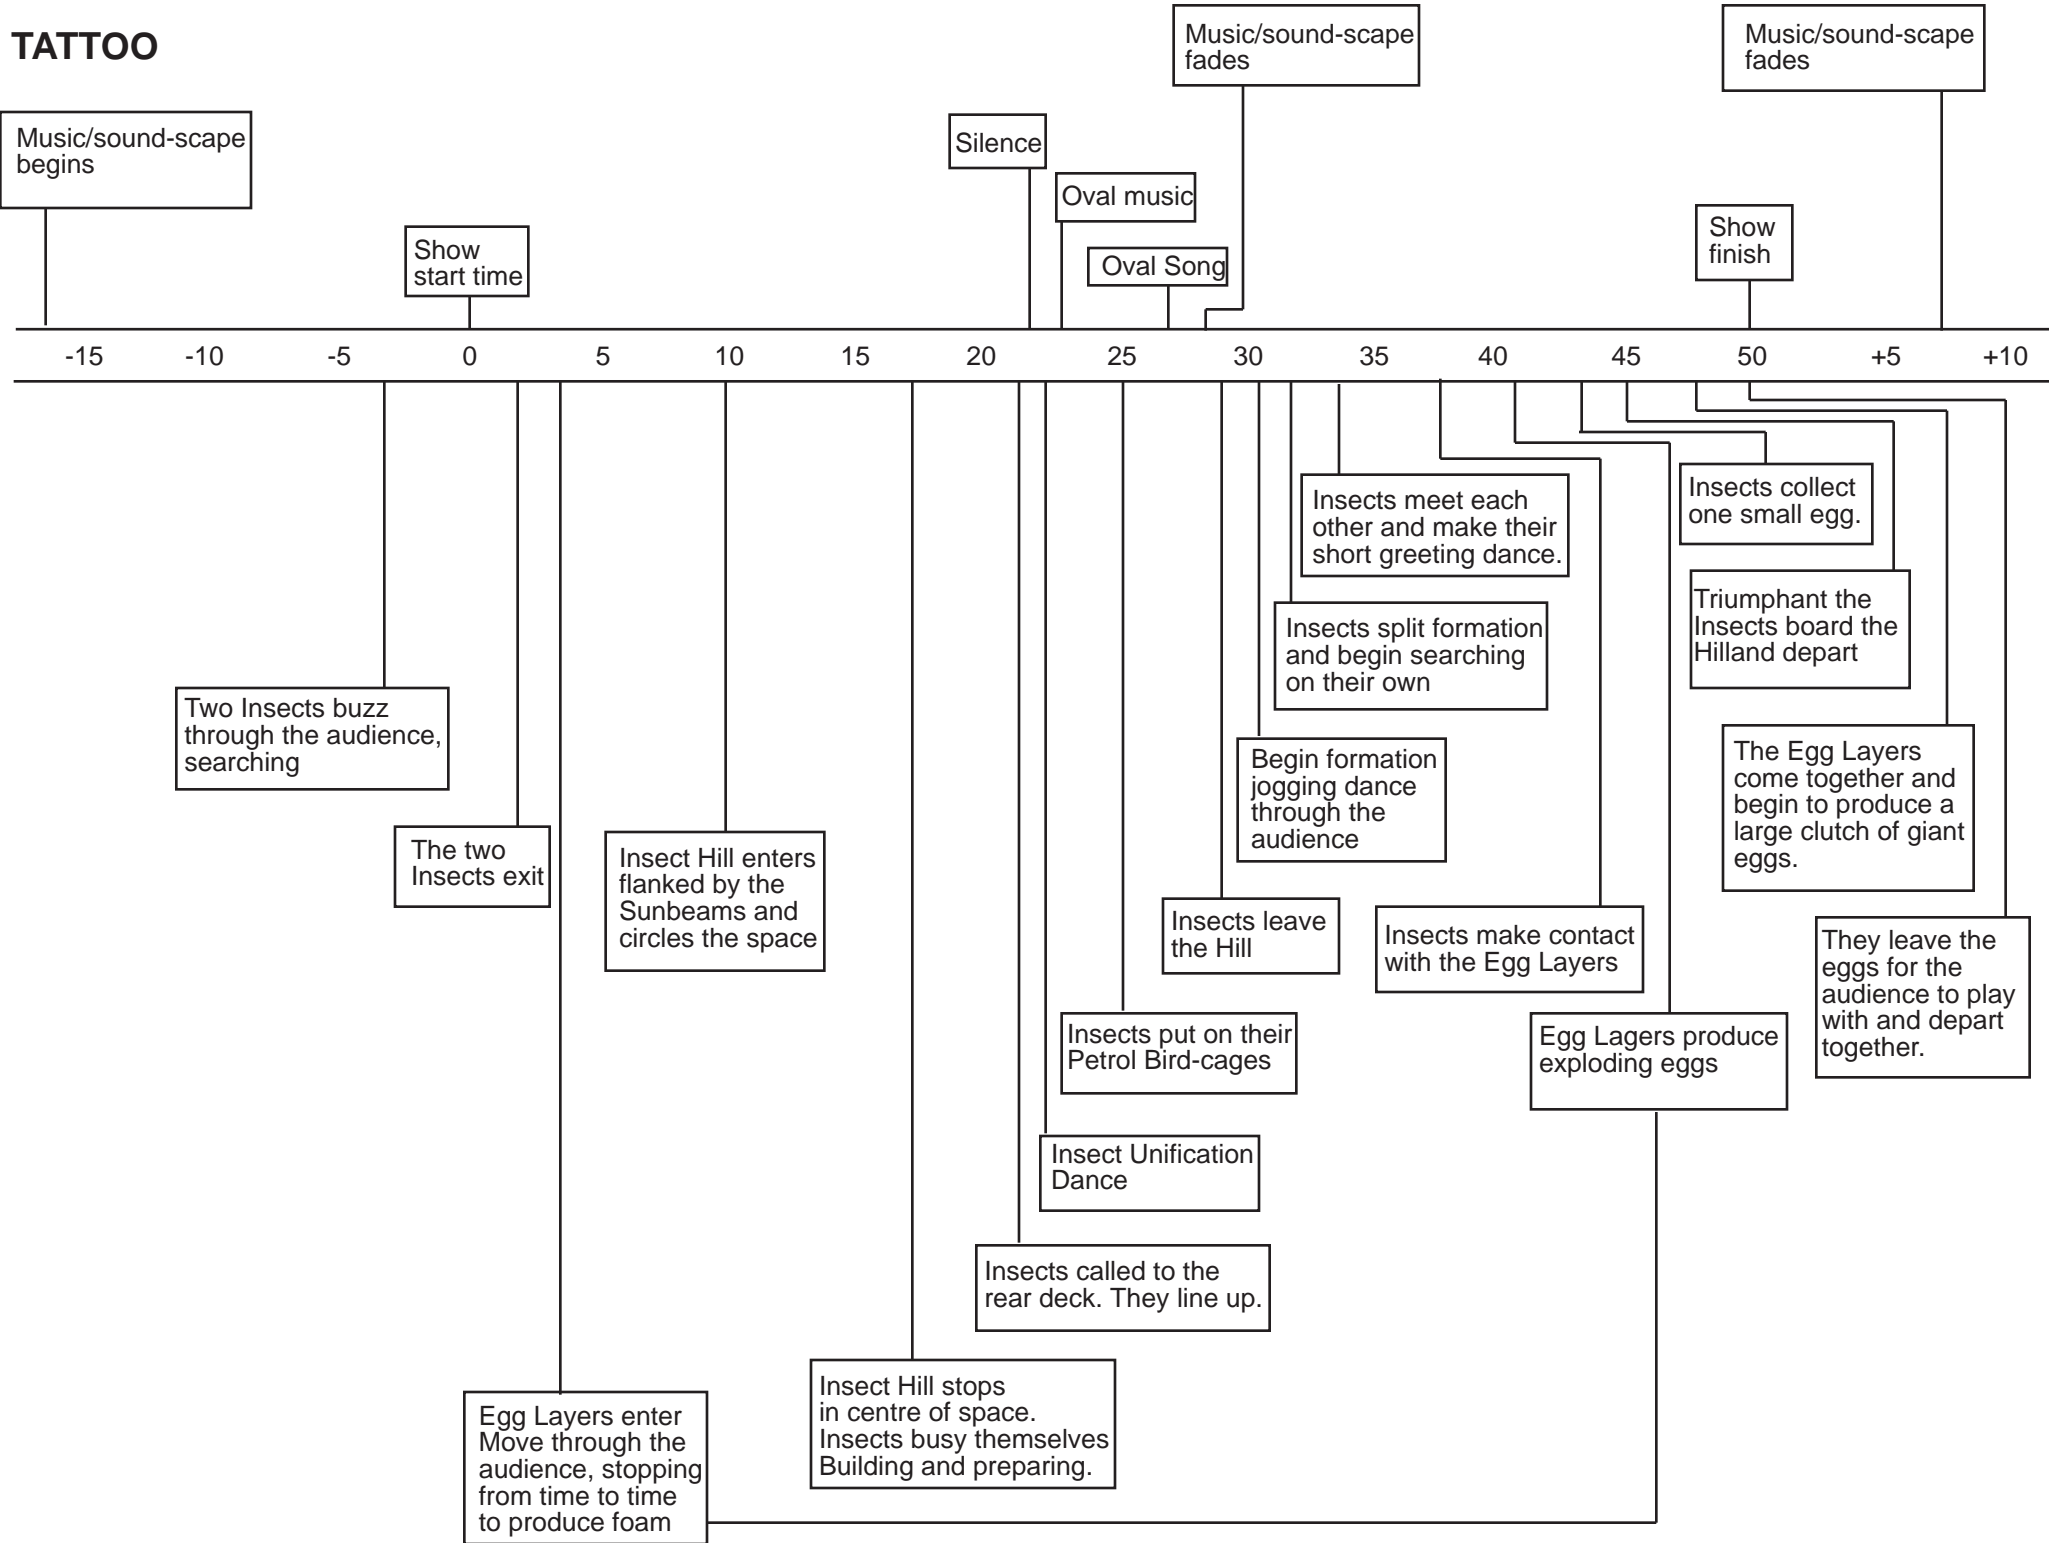 TATTOO
Music/sound-scape
begins
Show
start time
Silence
Oval music
Oval Song
Music/sound-scape
fades
Show
finish
Music/sound-scape
fades
-15 -10 -5 0 5 10 15 20 25 30 35 40 45 50 +5 +10
Two Insects buzz
through the audience,
searching
The two
Insects exit
Egg Layers enter
Move through the
audience, stopping
from time to time
to produce foam
Insect Hill enters
flanked by the
Sunbeams and
circles the space
Insect Hill stops
in centre of space.
Insects busy themselves
Building and preparing.
Insects called to the
rear deck. They line up.
Insect Unification
Dance
Insects put on their
Petrol Bird-cages
Insects leave
the Hill
Begin formation
jogging dance
through the
audience
Insects split formation
and begin searching
on their own
Insects meet each
other and make their
short greeting dance.
Insects make contact
with the Egg Layers
Egg Lagers produce
exploding eggs
Insects collect
one small egg.
Triumphant the
Insects board the
Hilland depart
The Egg Layers
come together and
begin to produce a
large clutch of giant
eggs.
They leave the
eggs for the
audience to play
with and depart
together.